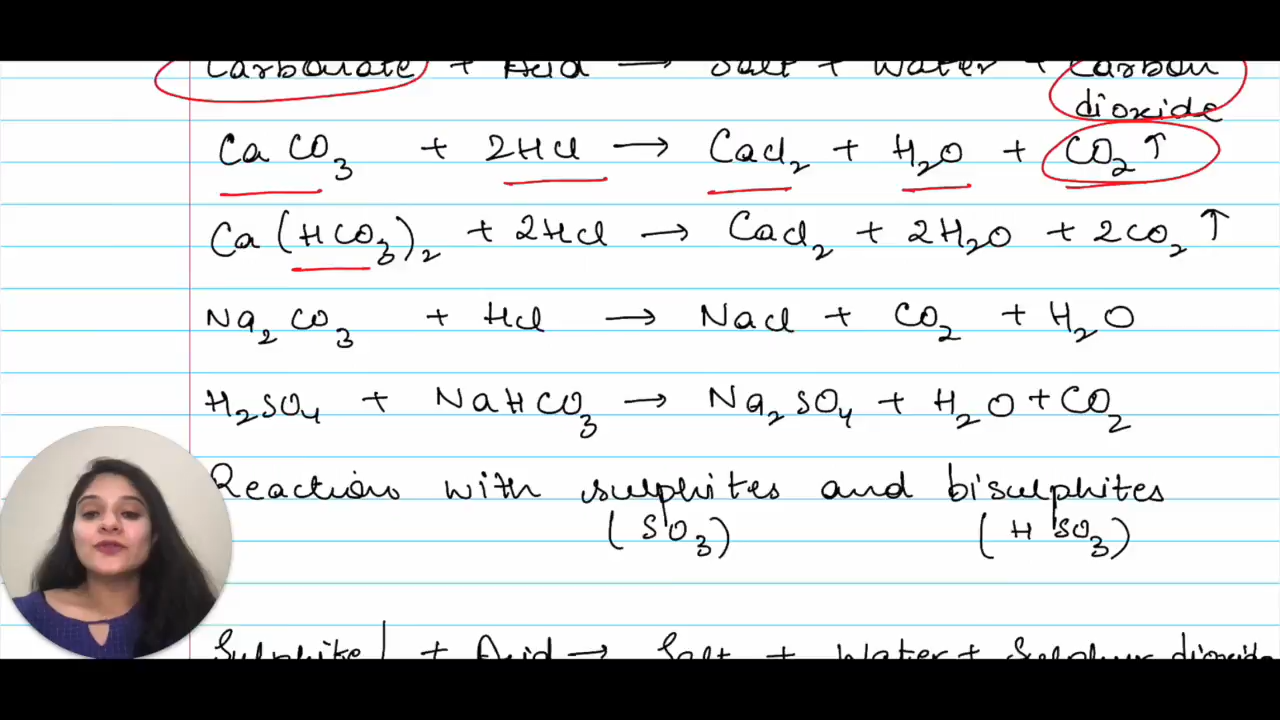 Carbonate + Acid → Salt + Water + Carbon
dioxide
CaCO₃ + 2HCl → CaCl₂ + H₂O + CO₂↑
Ca(HCO₃)₂ + 2HCl → CaCl₂ + 2H₂O + 2CO₂↑
Na₂CO₃ + HCl → NaCl + CO₂ + H₂O
H₂SO₄ + NaHCO₃ → Na₂SO₄ + H₂O + CO₂
Reactions with sulphites and bisulphites
(SO₃) (HSO₃)
Sulphite/ + Acid → Salt + Water + Sulphur dioxide